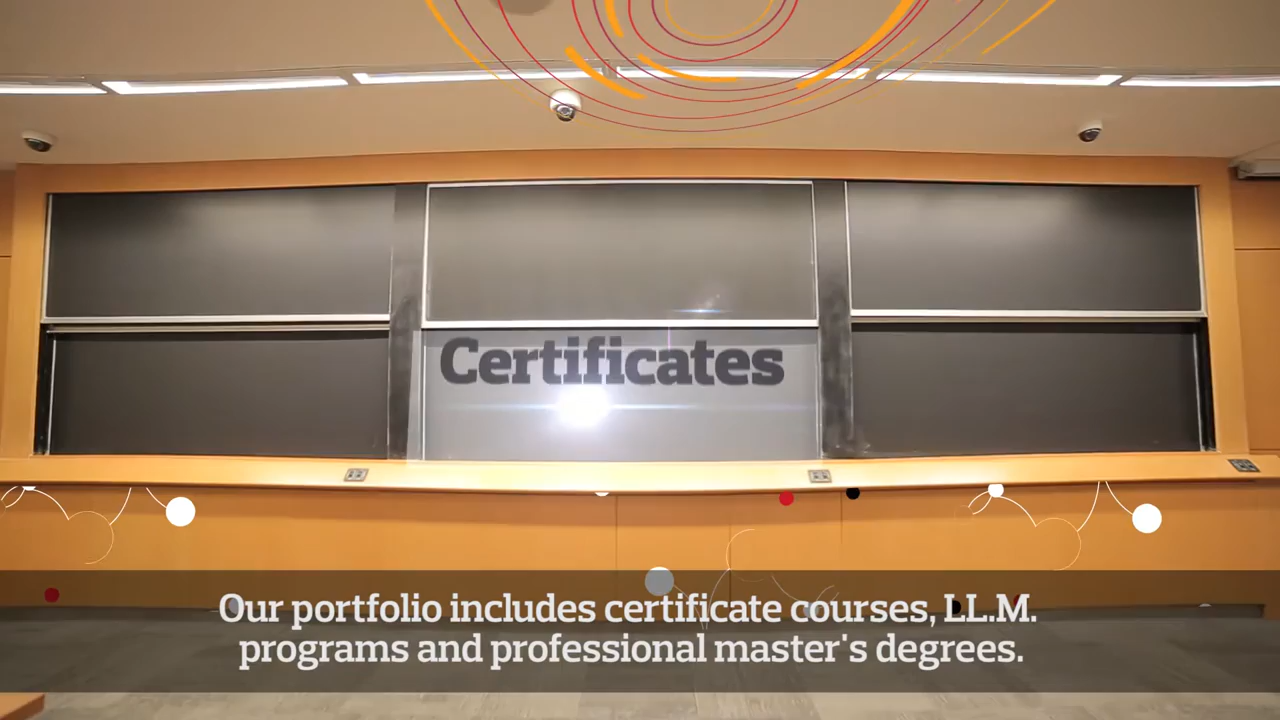 Certificates
Our portfolio includes certificate courses, LL.M.
programs and professional master's degrees.